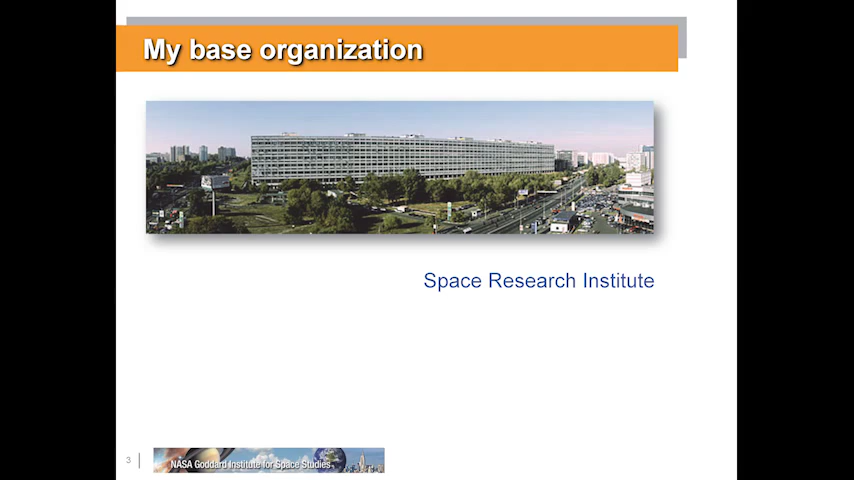 My base organization
Space Research Institute
3
NASA Goddard Institute for Space Studies